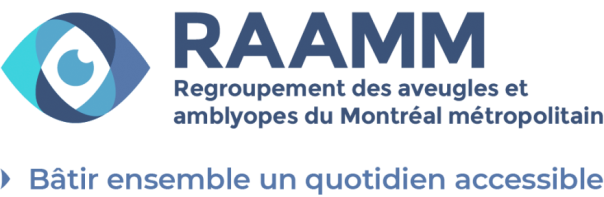 RAAMM
Regroupement des aveugles et
amblyopes du Montréal métropolitain
Bâtir ensemble un quotidien accessible